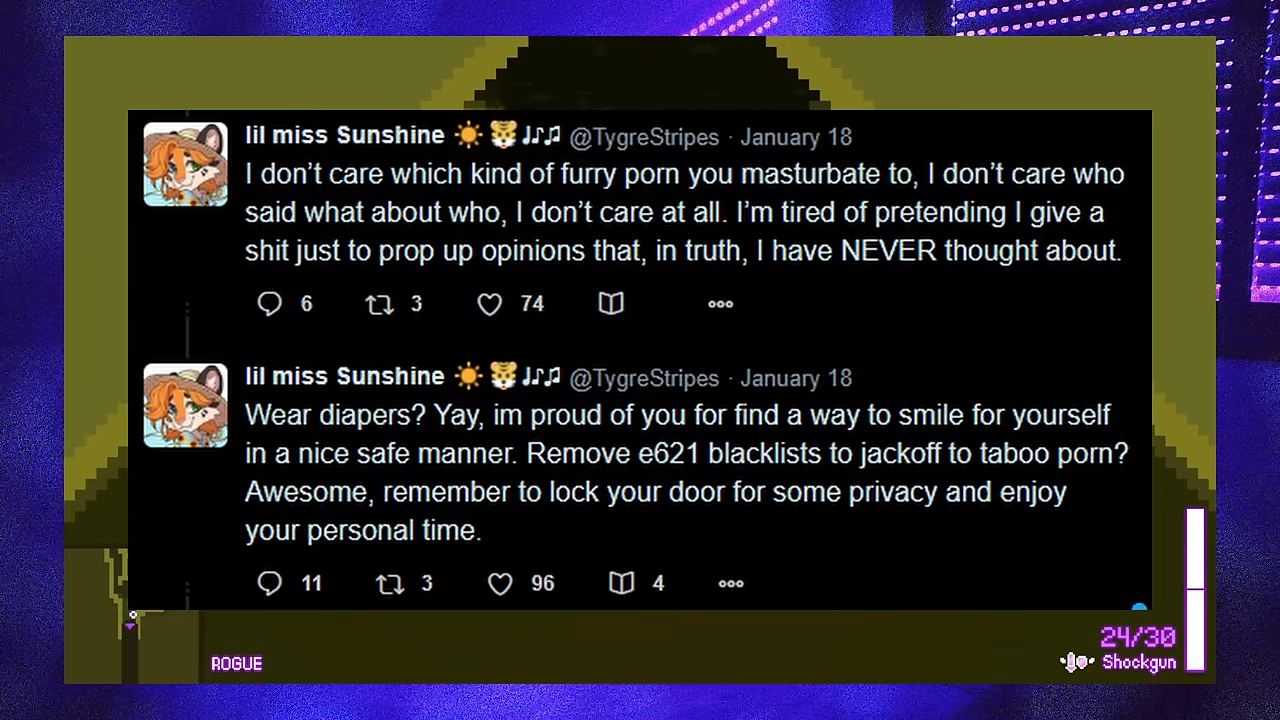 lil miss Sunshine ☀️🐯🎶 @TygreStripes · January 18
I don’t care which kind of furry porn you masturbate to, I don’t care who
said what about who, I don’t care at all. I’m tired of pretending I give a
shit just to prop up opinions that, in truth, I have NEVER thought about.
6 3 74
lil miss Sunshine ☀️🐯🎶 @TygreStripes · January 18
Wear diapers? Yay, im proud of you for find a way to smile for yourself
in a nice safe manner. Remove e621 blacklists to jackoff to taboo porn?
Awesome, remember to lock your door for some privacy and enjoy
your personal time.
11 3 96 4
24/30
ROGUE Shockgun